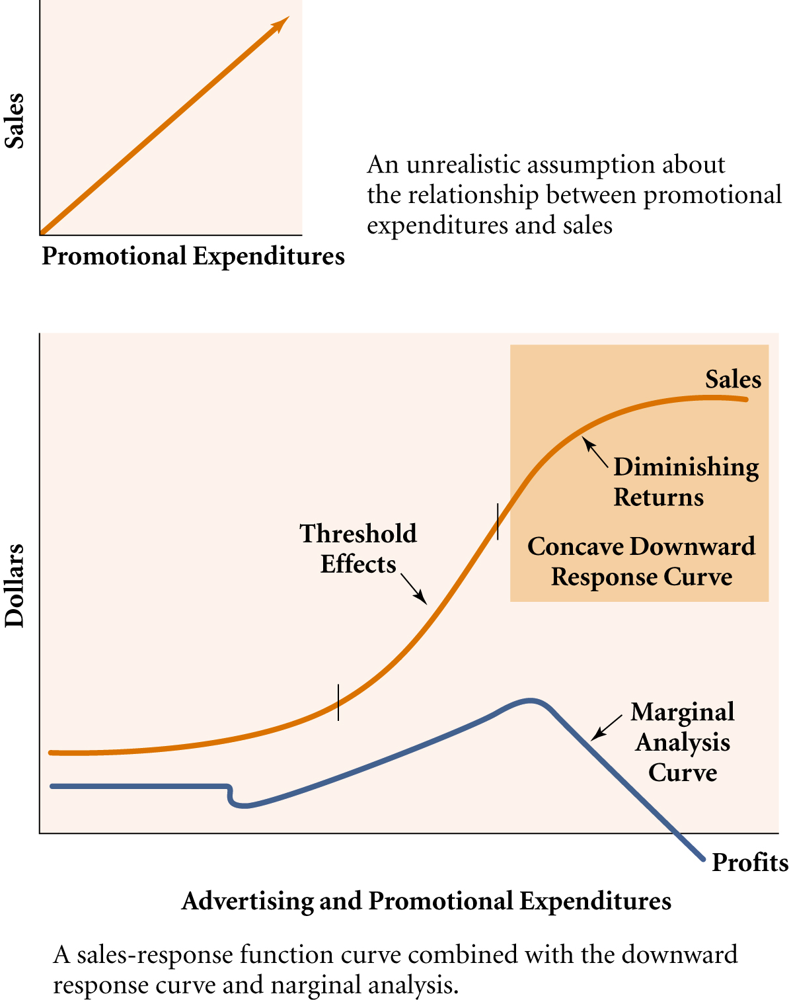 Sales
An unrealistic assumption about
the relationship between promotional
expenditures and sales
Promotional Expenditures
Sales
Diminishing
Returns
Threshold
Effects
Concave Downward
Response Curve
Dollars
Marginal
Analysis
Curve
Profits
Advertising and Promotional Expenditures
A sales-response function curve combined with the downward
response curve and narginal analysis.